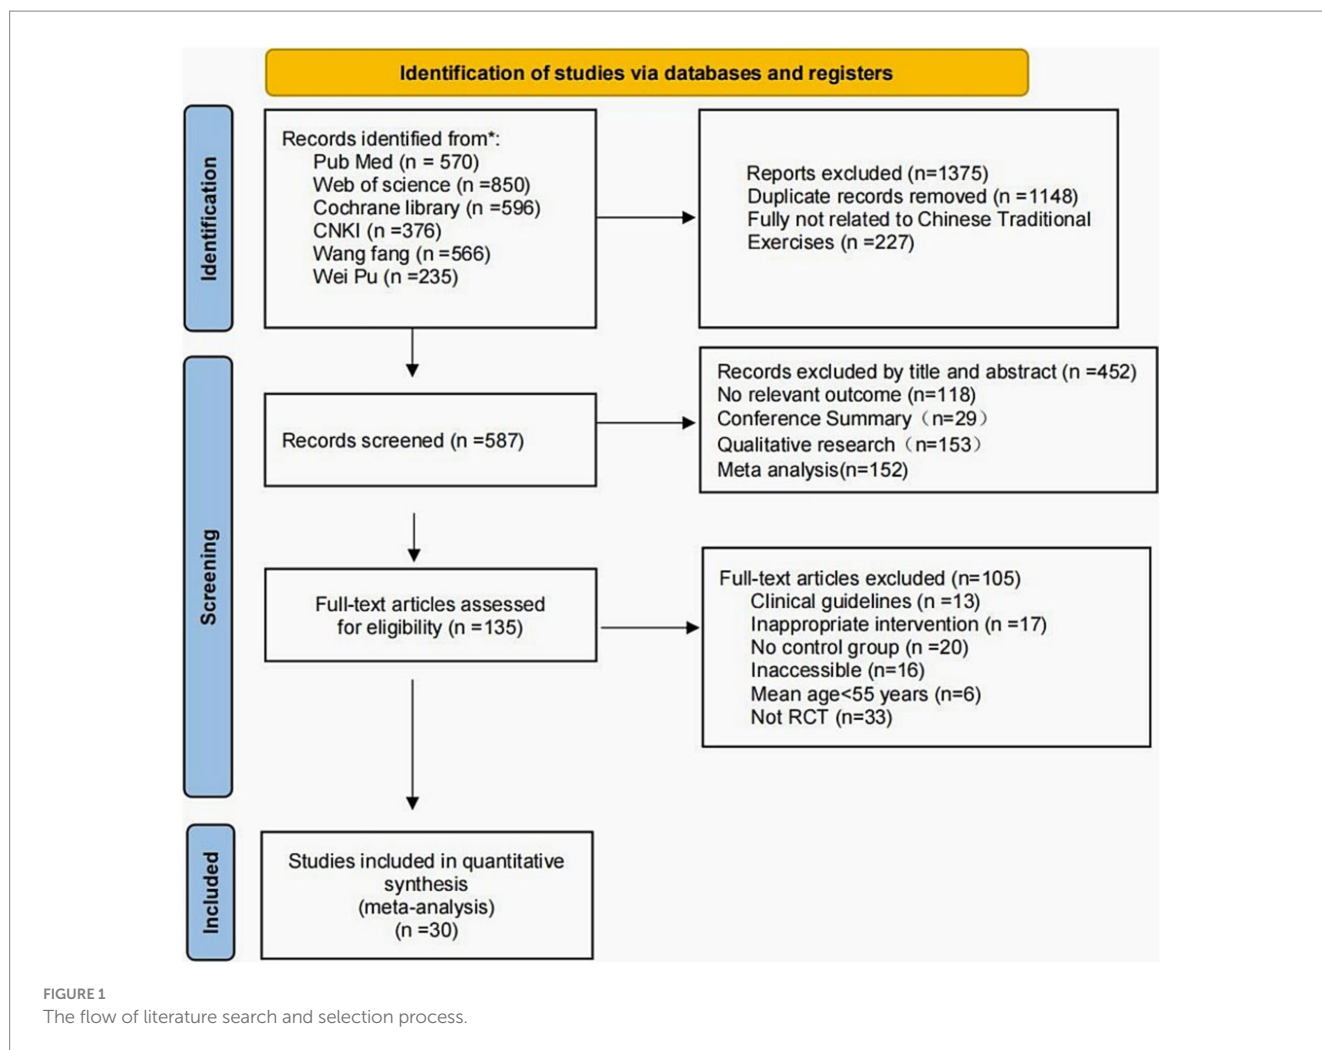 Identification of studies via databases and registers
Identification
Records identified from*:
Pub Med (n = 570)
Web of science (n =850)
Cochrane library (n =596)
CNKI (n =376)
Wang fang (n =566)
Wei Pu (n =235)
Reports excluded (n=1375)
Duplicate records removed (n =1148)
Fully not related to Chinese Traditional
Exercises (n =227)
Screening
Records screened (n =587)
Records excluded by title and abstract (n =452)
No relevant outcome (n=118)
Conference Summary（n=29）
Qualitative research（n=153）
Meta analysis(n=152)
Full-text articles assessed
for eligibility (n =135)
Full-text articles excluded (n=105)
Clinical guidelines (n =13)
Inappropriate intervention (n =17)
No control group (n =20)
Inaccessible (n=16)
Mean age<55 years (n=6)
Not RCT (n=33)
Included
Studies included in quantitative
synthesis
(meta-analysis)
(n =30)
FIGURE 1
The flow of literature search and selection process.